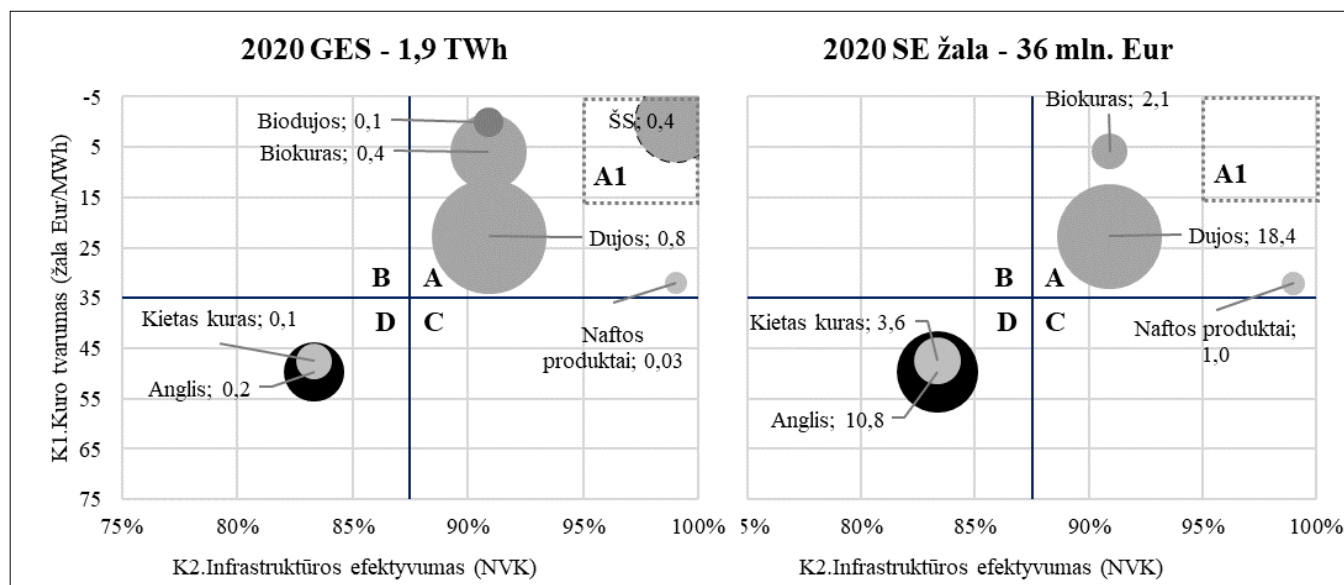 2020 GES - 1,9 TWh
K1.Kuro tvarumas (žala Eur/MWh)
-5
5
15
25
35
45
55
65
75
Biodujos; 0,1
Biokuras; 0,4
ŠS; 0,4
A1
Dujos; 0,8
B
A
D
C
Kietas kuras; 0,1
Anglis; 0,2
Naftos
produktai; 0,03
75%
80%
85%
90%
95%
100%
K2.Infrastruktūros efektyvumas (NVK)
2020 SE žala - 36 mln. Eur
Biokuras; 2,1
A1
Dujos; 18,4
B
A
D
C
Kietas kuras; 3,6
Anglis; 10,8
Naftos produktai;
1,0
5%
80%
85%
90%
95%
100%
K2.Infrastruktūros efektyvumas (NVK)